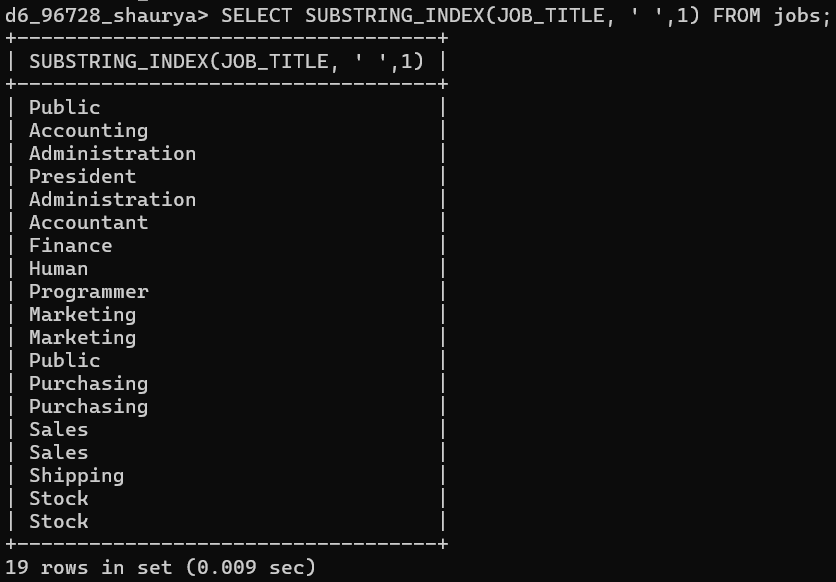 d6_96728_shaurya> SELECT SUBSTRING_INDEX(JOB_TITLE, ' ',1) FROM jobs;
+-----------------------------------+
| SUBSTRING_INDEX(JOB_TITLE, ' ',1) |
+-----------------------------------+
| Public                            |
| Accounting                        |
| Administration                    |
| President                         |
| Administration                    |
| Accountant                        |
| Finance                           |
| Human                             |
| Programmer                        |
| Marketing                         |
| Marketing                         |
| Public                            |
| Purchasing                        |
| Purchasing                        |
| Sales                             |
| Sales                             |
| Shipping                          |
| Stock                             |
| Stock                             |
+-----------------------------------+
19 rows in set (0.009 sec)